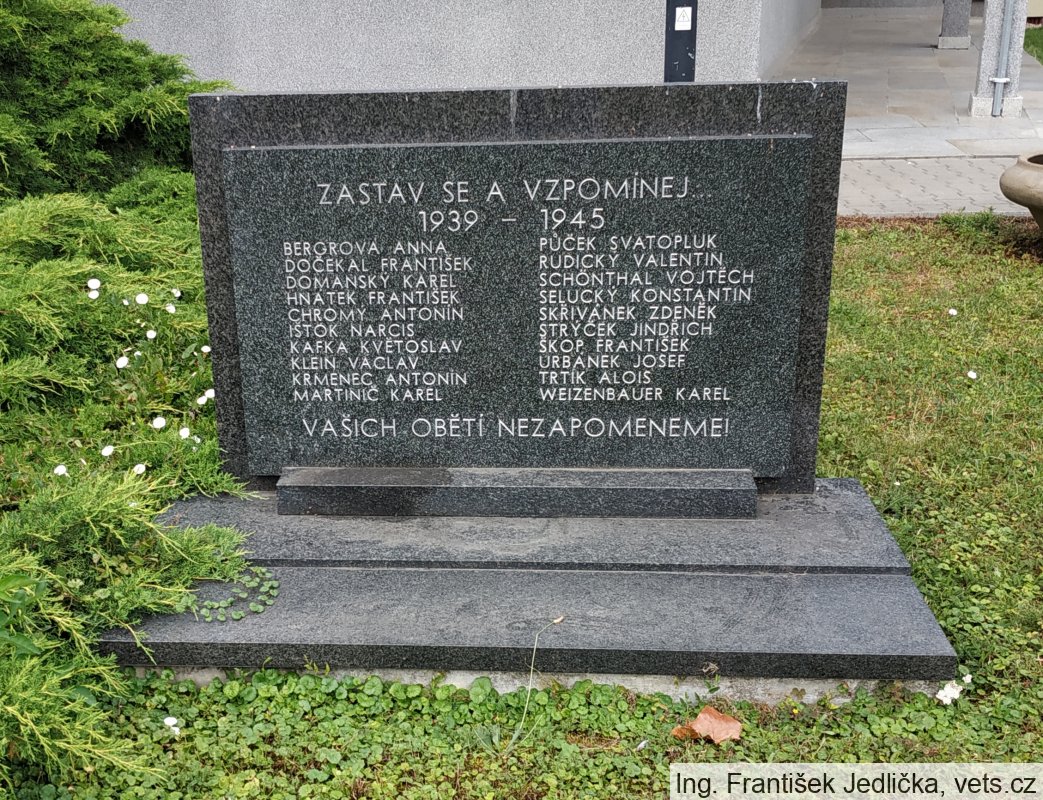 ZASTAV SE A VZPOMÍNEJ...
1939 – 1945
BERGROVÁ ANNA
DOČEKAL FRANTIŠEK
DOMANSKÝ KAREL
HNÁTEK FRANTIŠEK
CHROMÝ ANTONÍN
IŠTOK NARCIS
KAFKA KVĚTOSLAV
KLEIN VÁCLAV
KRMENEC ANTONÍN
MARTINIC KAREL
PŮČEK SVATOPLUK
RUDICKÝ VALENTIN
SCHÖNTHAL VOJTĚCH
SELUCKÝ KONSTANTIN
SKŘIVÁNEK ZDENĚK
STRÝČEK JINDŘICH
ŠKOP FRANTIŠEK
URBÁNEK JOSEF
TRTÍK ALOIS
WEIZENBAUER KAREL
VAŠICH OBĚTÍ NEZAPOMENEME!
Ing. František Jedlička, vets.cz